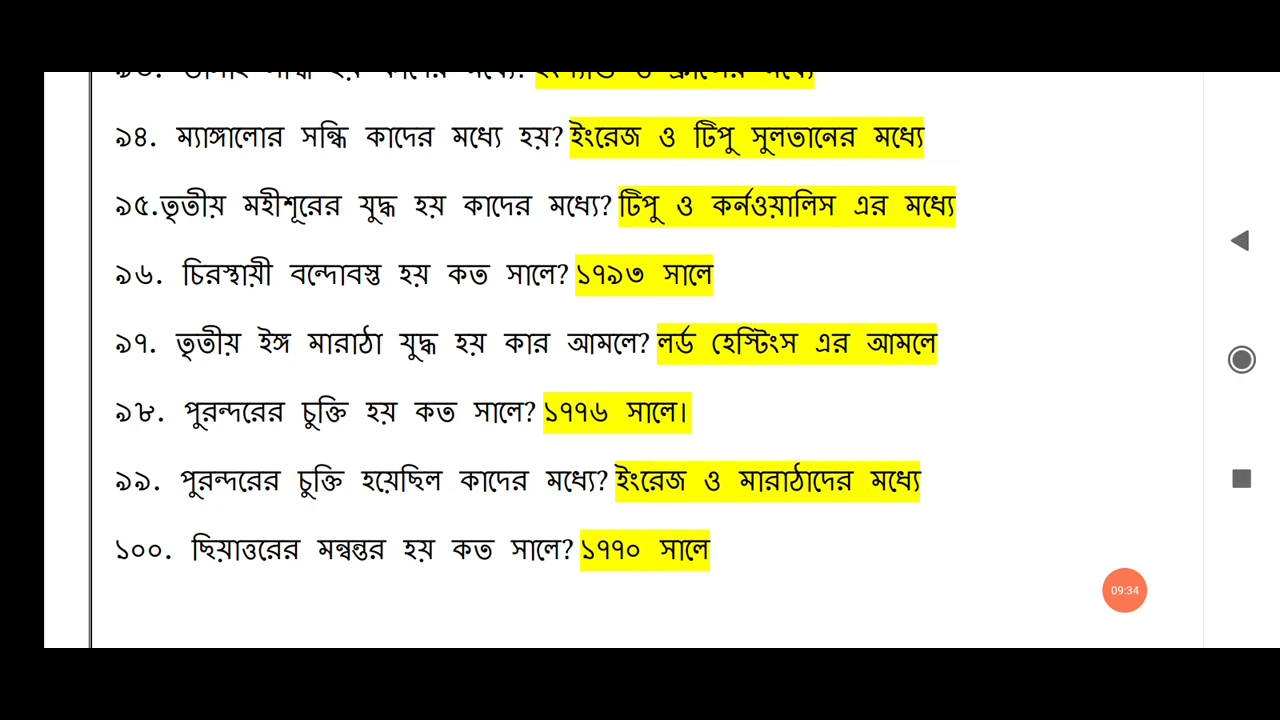 ৯৪. ম্যাঙ্গালোর সন্ধি কাদের মধ্যে হয়? ইংরেজ ও টিপু সুলতানের মধ্যে
৯৫.তৃতীয় মহীশূরের যুদ্ধ হয় কাদের মধ্যে? টিপু ও কর্নওয়ালিস এর মধ্যে
৯৬. চিরস্থায়ী বন্দোবস্ত হয় কত সালে? ১৭৯৩ সালে
৯৭. তৃতীয় ইঙ্গ মারাঠা যুদ্ধ হয় কার আমলে? লর্ড হেস্টিংস এর আমলে
৯৮. পুরন্দরের চুক্তি হয় কত সালে? ১৭৭৬ সালে।
৯৯. পুরন্দরের চুক্তি হয়েছিল কাদের মধ্যে? ইংরেজ ও মারাঠাদের মধ্যে
১০০. ছিয়াত্তরের মন্বন্তর হয় কত সালে? ১৭৭০ সালে
09:34